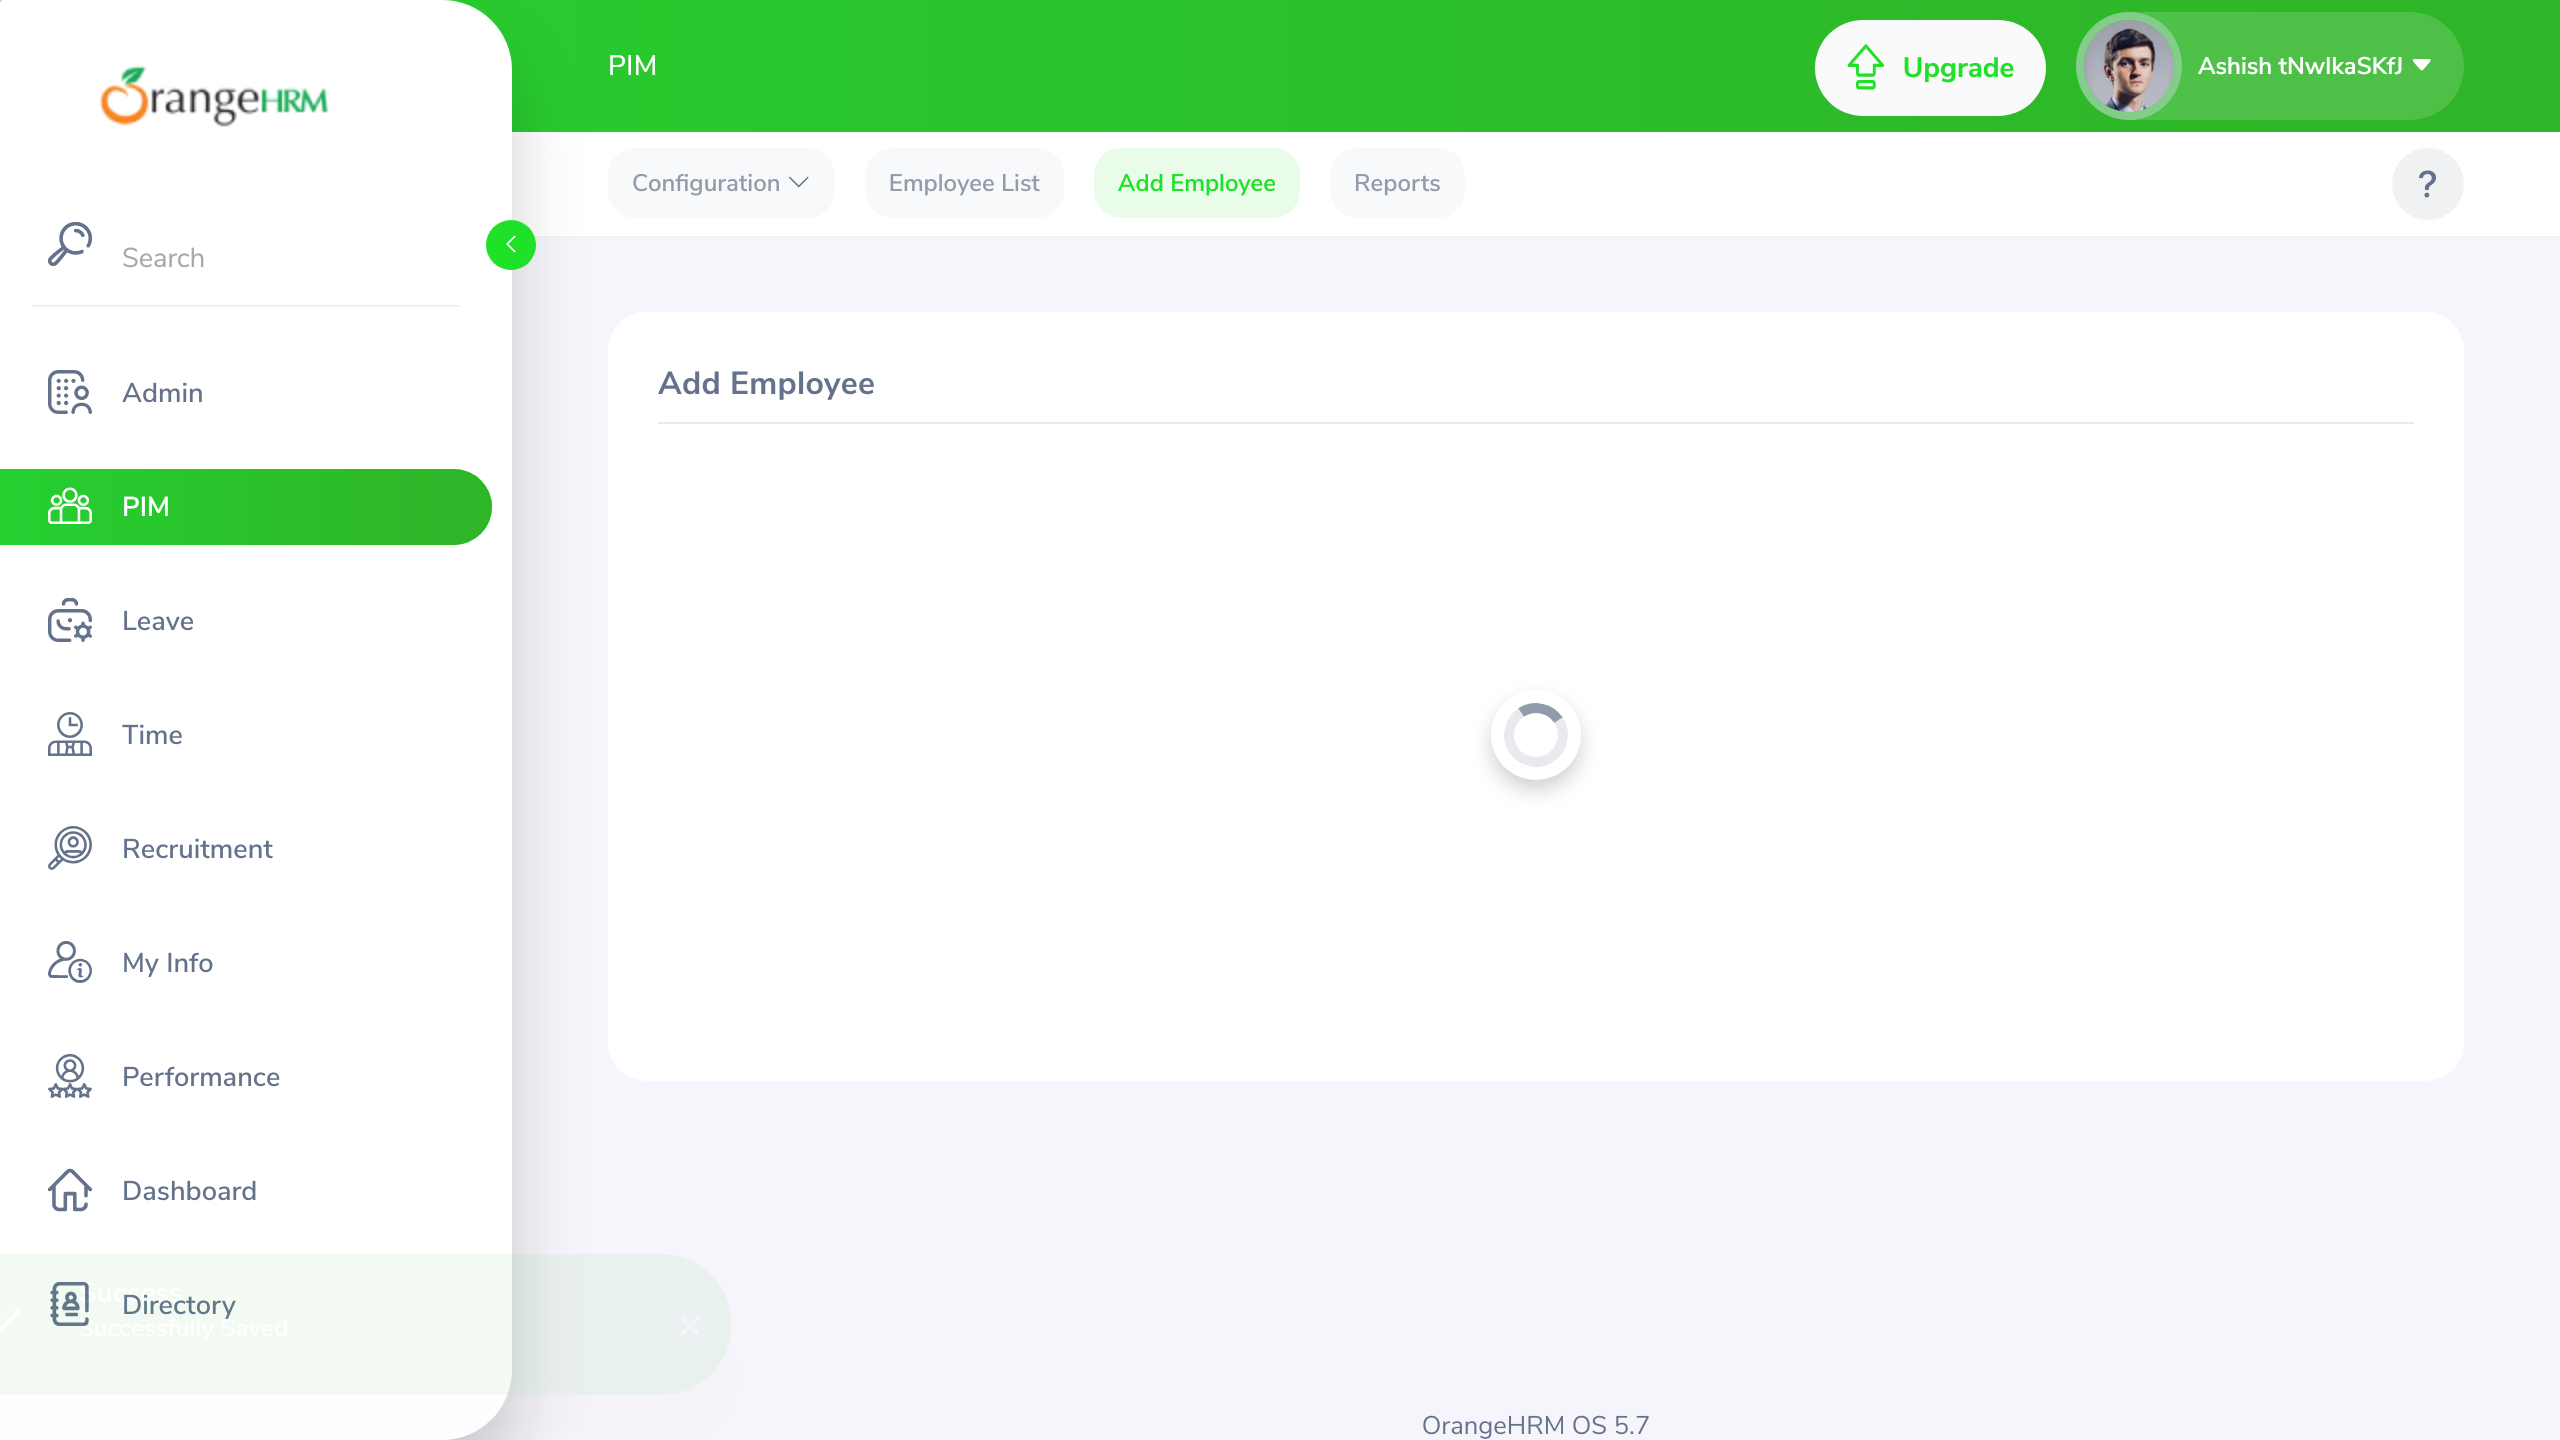 OrangeHRM
Search
Admin
PIM
Leave
Time
Recruitment
My Info
Performance
Dashboard
Directory
Success
Successfully Saved
PIM
Upgrade
Ashish tNwlkaSKfJ
Configuration
Employee List
Add Employee
Reports
?
Add Employee
OrangeHRM OS 5.7